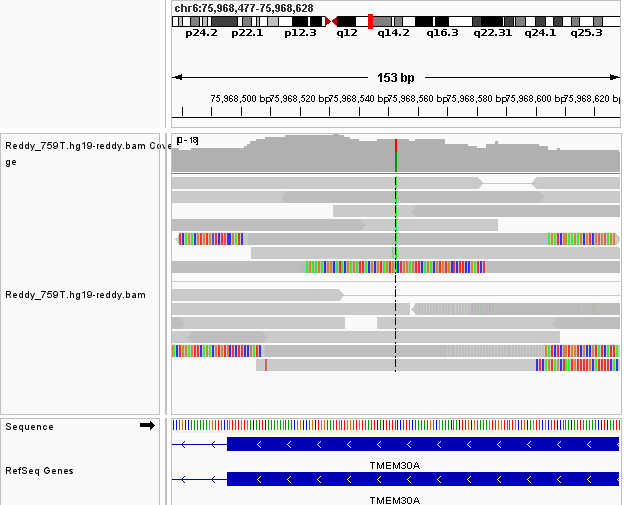 chr6:75,968,477-75,968,628
p24.2 p22.1 p12.3 q12 q14.2 q16.3 q22.31 q24.1 q25.3
153 bp
75,968,500 bp 75,968,520 bp 75,968,540 bp 75,968,560 bp 75,968,580 bp 75,968,600 bp 75,968,620 bp
Reddy_759T.hg19-reddy.bam Cove
ge
[0 - 18]
Reddy_759T.hg19-reddy.bam
Sequence
TMEM30A
RefSeq Genes
TMEM30A